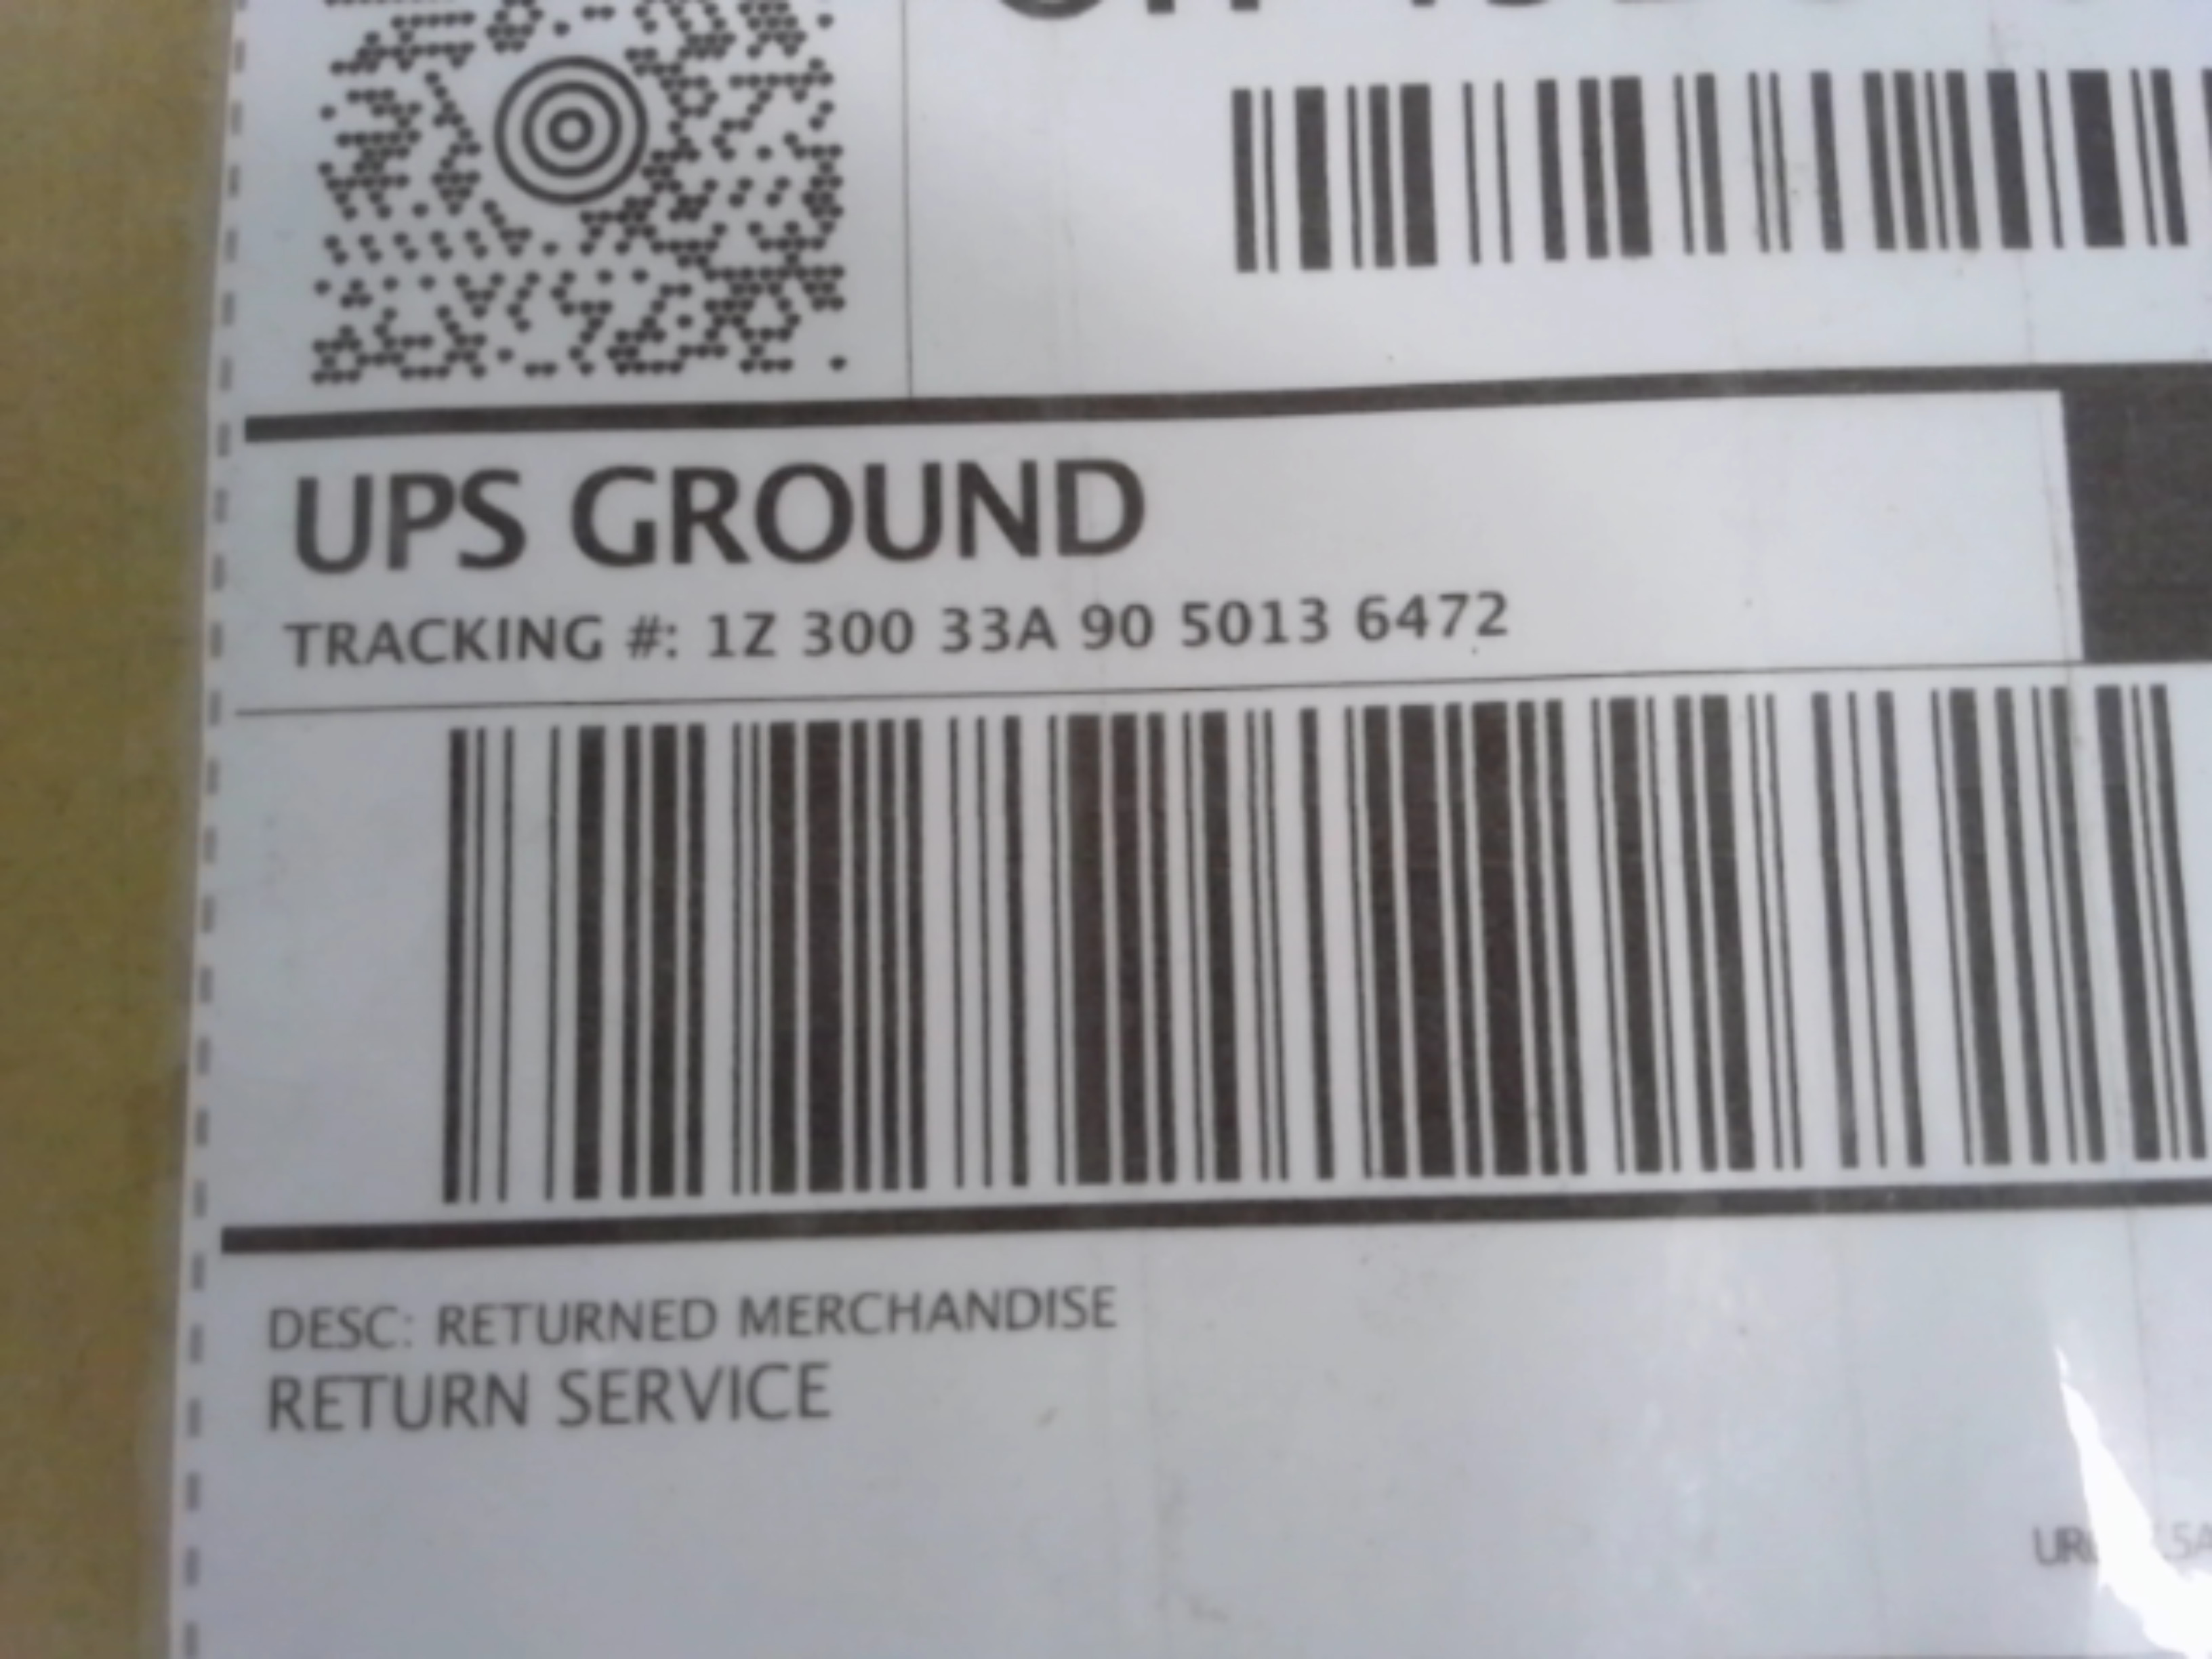 UPS GROUND
TRACKING #: 1Z 300 33A 90 5013 6472
DESC: RETURNED MERCHANDISE
RETURN SERVICE